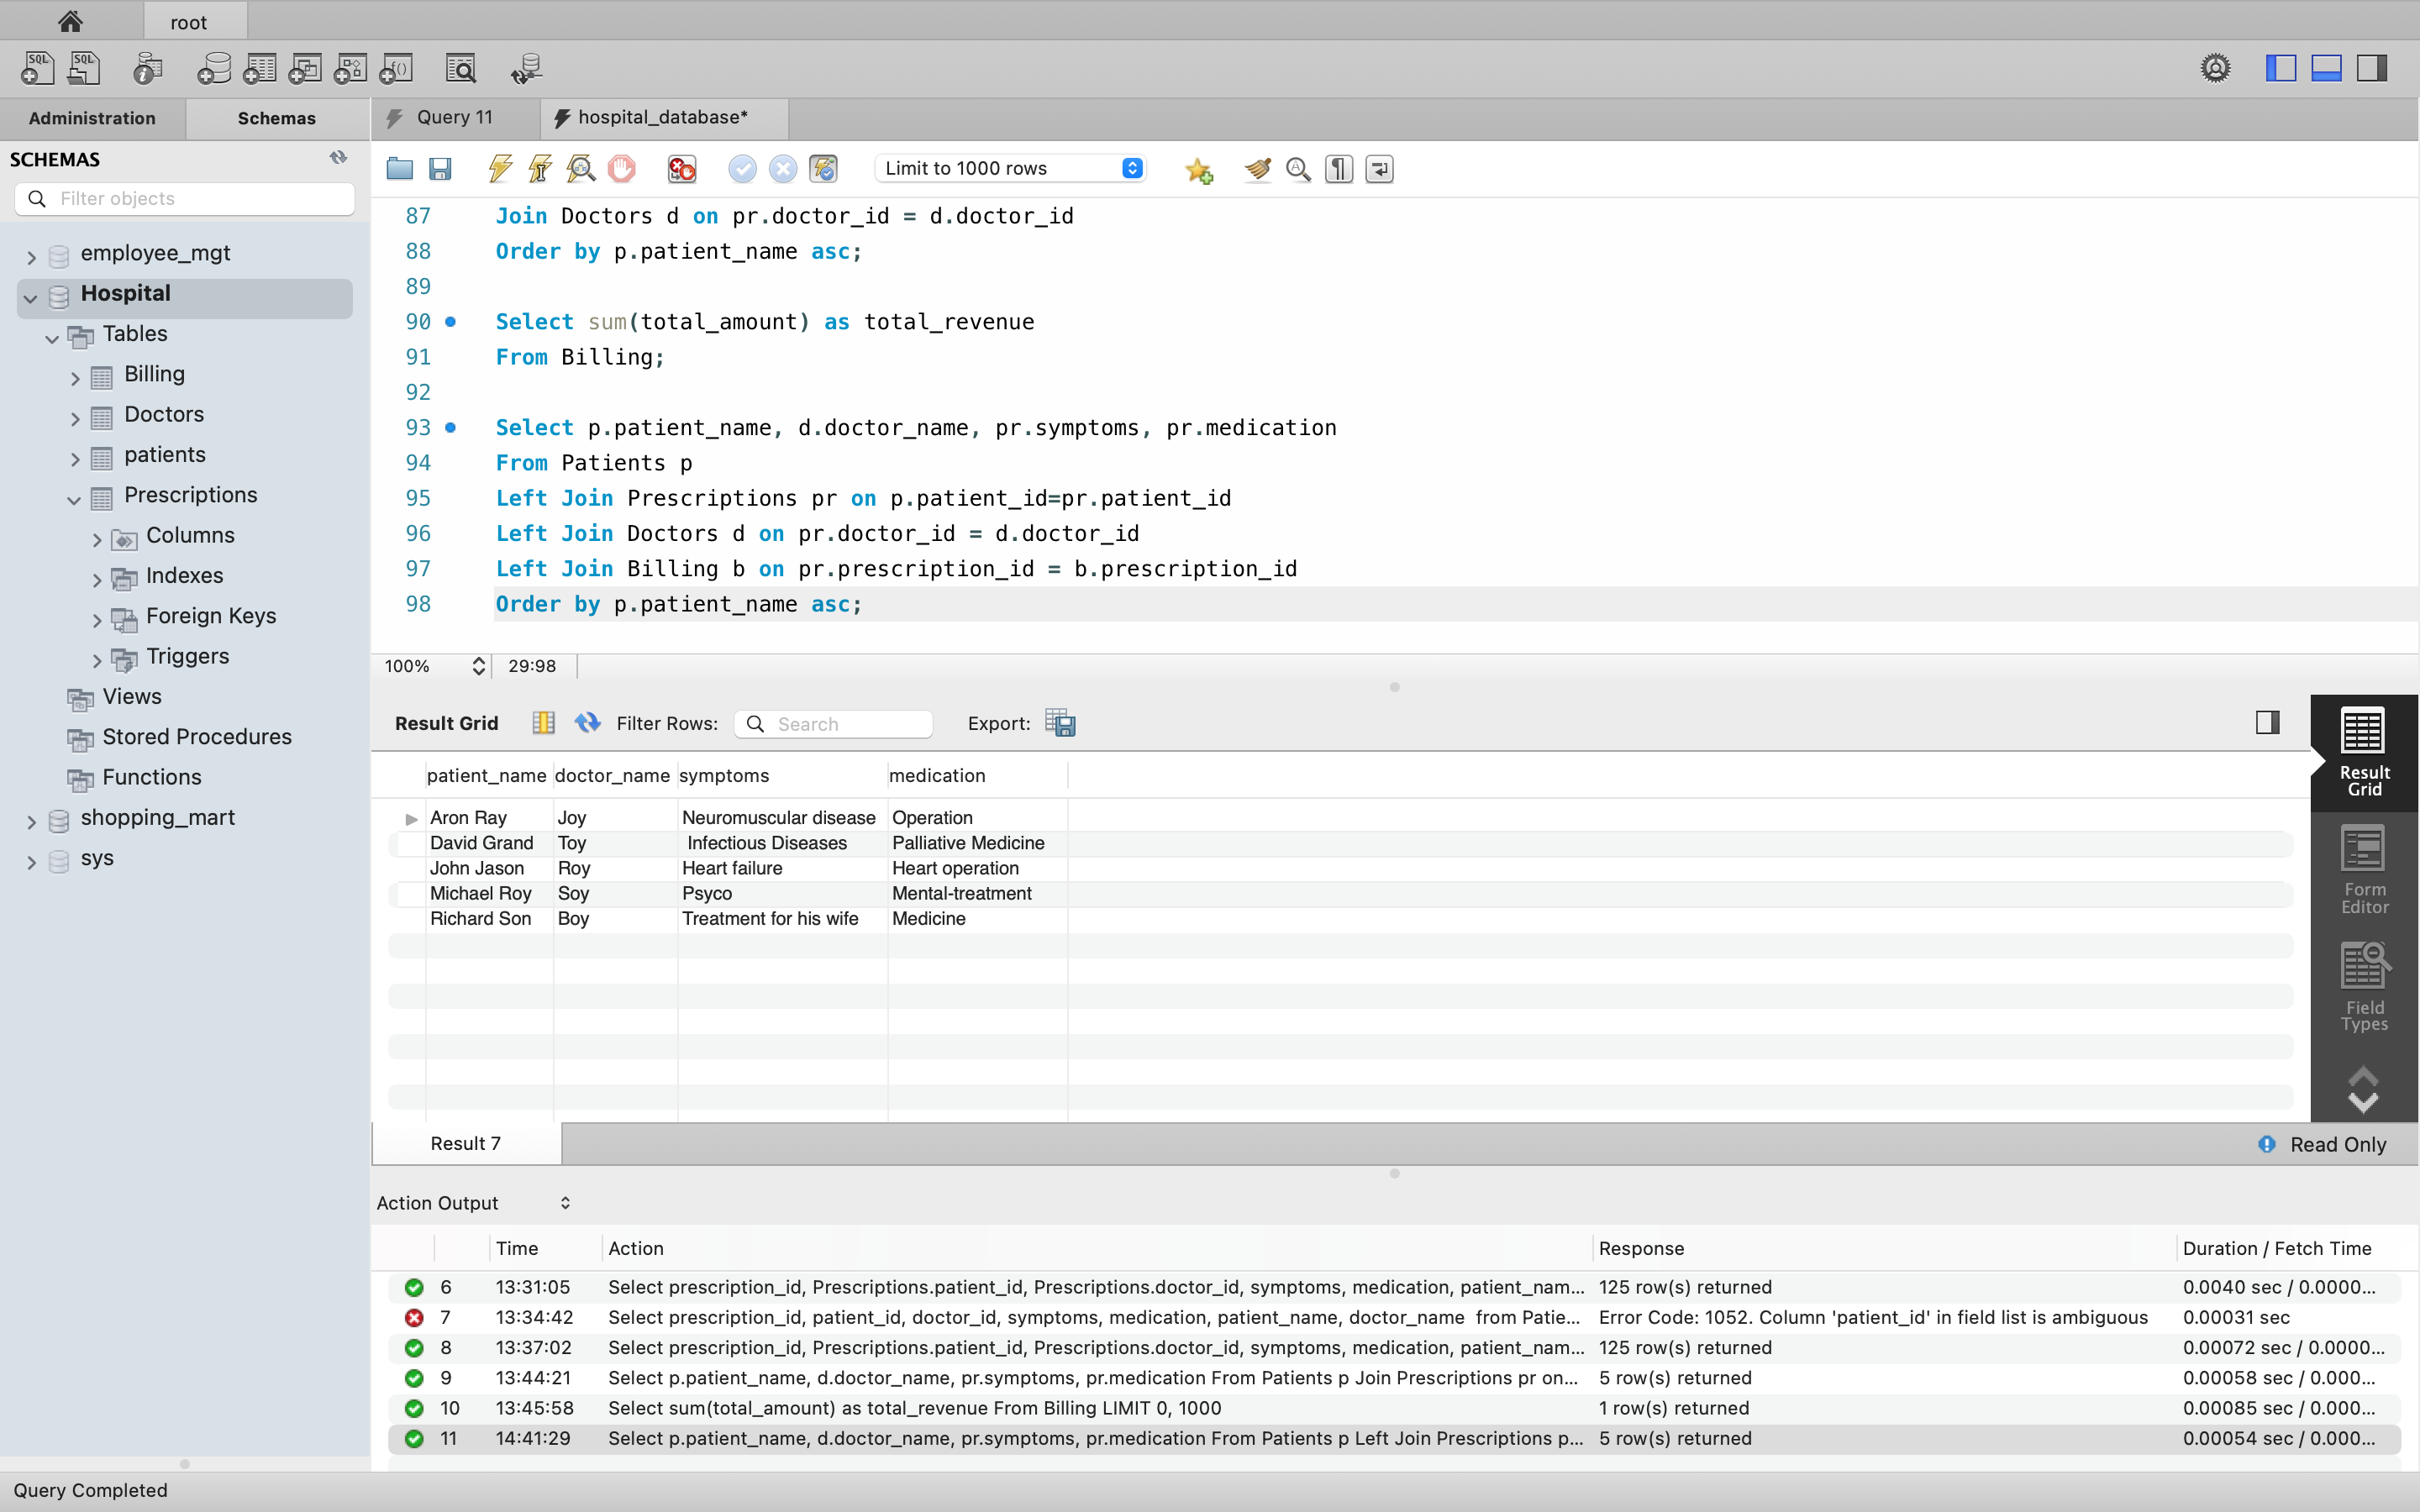 root
Administration
Schemas
Query 11
hospital_database*
SCHEMAS
Filter objects
Limit to 1000 rows
employee_mgt
Hospital
Tables
Billing
Doctors
patients
Prescriptions
Columns
Indexes
Foreign Keys
Triggers
Views
Stored Procedures
Functions
shopping_mart
sys
87 Join Doctors d on pr.doctor_id = d.doctor_id
88 Order by p.patient_name asc;
89
90 Select sum(total_amount) as total_revenue
91 From Billing;
92
93 Select p.patient_name, d.doctor_name, pr.symptoms, pr.medication
94 From Patients p
95 Left Join Prescriptions pr on p.patient_id=pr.patient_id
96 Left Join Doctors d on pr.doctor_id = d.doctor_id
97 Left Join Billing b on pr.prescription_id = b.prescription_id
98 Order by p.patient_name asc;
100% 29:98
Result Grid Filter Rows: Search Export:
patient_name doctor_name symptoms medication
Aron Ray Joy Neuromuscular disease Operation
David Grand Toy Infectious Diseases Palliative Medicine
John Jason Roy Heart failure Heart operation
Michael Roy Soy Psyco Mental-treatment
Richard Son Boy Treatment for his wife Medicine
Result
Grid
Form
Editor
Field
Types
Result 7
Read Only
Action Output
Time Action Response Duration / Fetch Time
6 13:31:05 Select prescription_id, Prescriptions.patient_id, Prescriptions.doctor_id, symptoms, medication, patient_nam... 125 row(s) returned 0.0040 sec / 0.0000...
7 13:34:42 Select prescription_id, patient_id, doctor_id, symptoms, medication, patient_name, doctor_name from Patie... Error Code: 1052. Column 'patient_id' in field list is ambiguous 0.00031 sec
8 13:37:02 Select prescription_id, Prescriptions.patient_id, Prescriptions.doctor_id, symptoms, medication, patient_nam... 125 row(s) returned 0.00072 sec / 0.0000...
9 13:44:21 Select p.patient_name, d.doctor_name, pr.symptoms, pr.medication From Patients p Join Prescriptions pr on... 5 row(s) returned 0.00058 sec / 0.000...
10 13:45:58 Select sum(total_amount) as total_revenue From Billing LIMIT 0, 1000 1 row(s) returned 0.00085 sec / 0.000...
11 14:41:29 Select p.patient_name, d.doctor_name, pr.symptoms, pr.medication From Patients p Left Join Prescriptions p... 5 row(s) returned 0.00054 sec / 0.000...
Query Completed